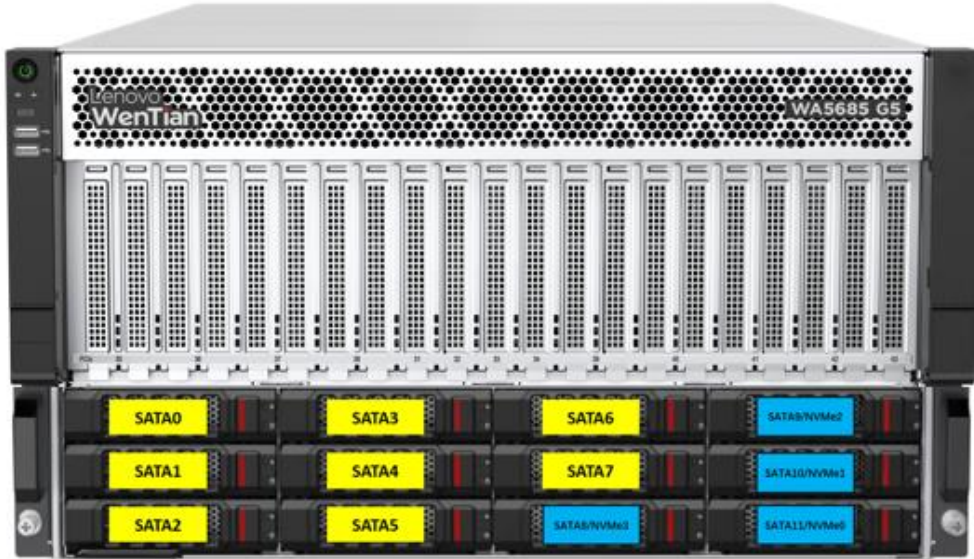 Lenovo
WenTian
WA5685 G5
SATA0 SATA3 SATA6 SATA9/NVMe2
SATA1 SATA4 SATA7 SATA10/NVMe1
SATA2 SATA5 SATA8/NVMe3 SATA11/NVMe0